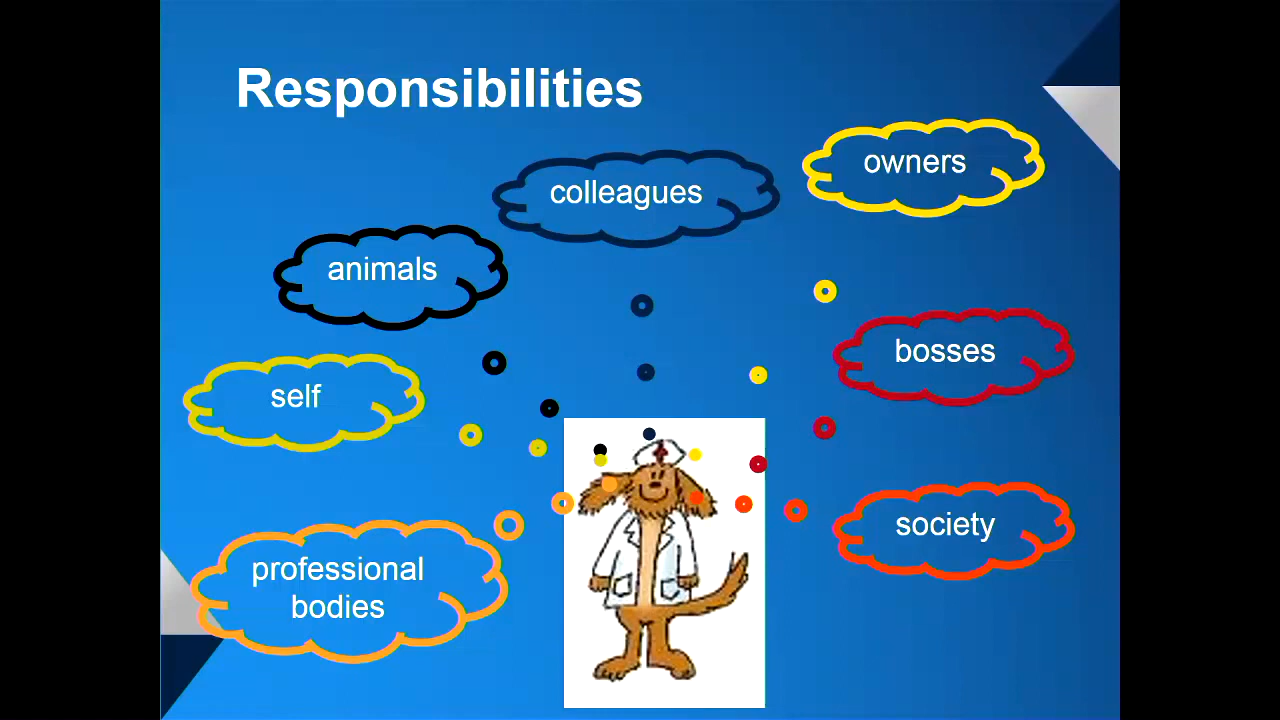 Responsibilities
owners
colleagues
animals
bosses
self
society
professional
bodies